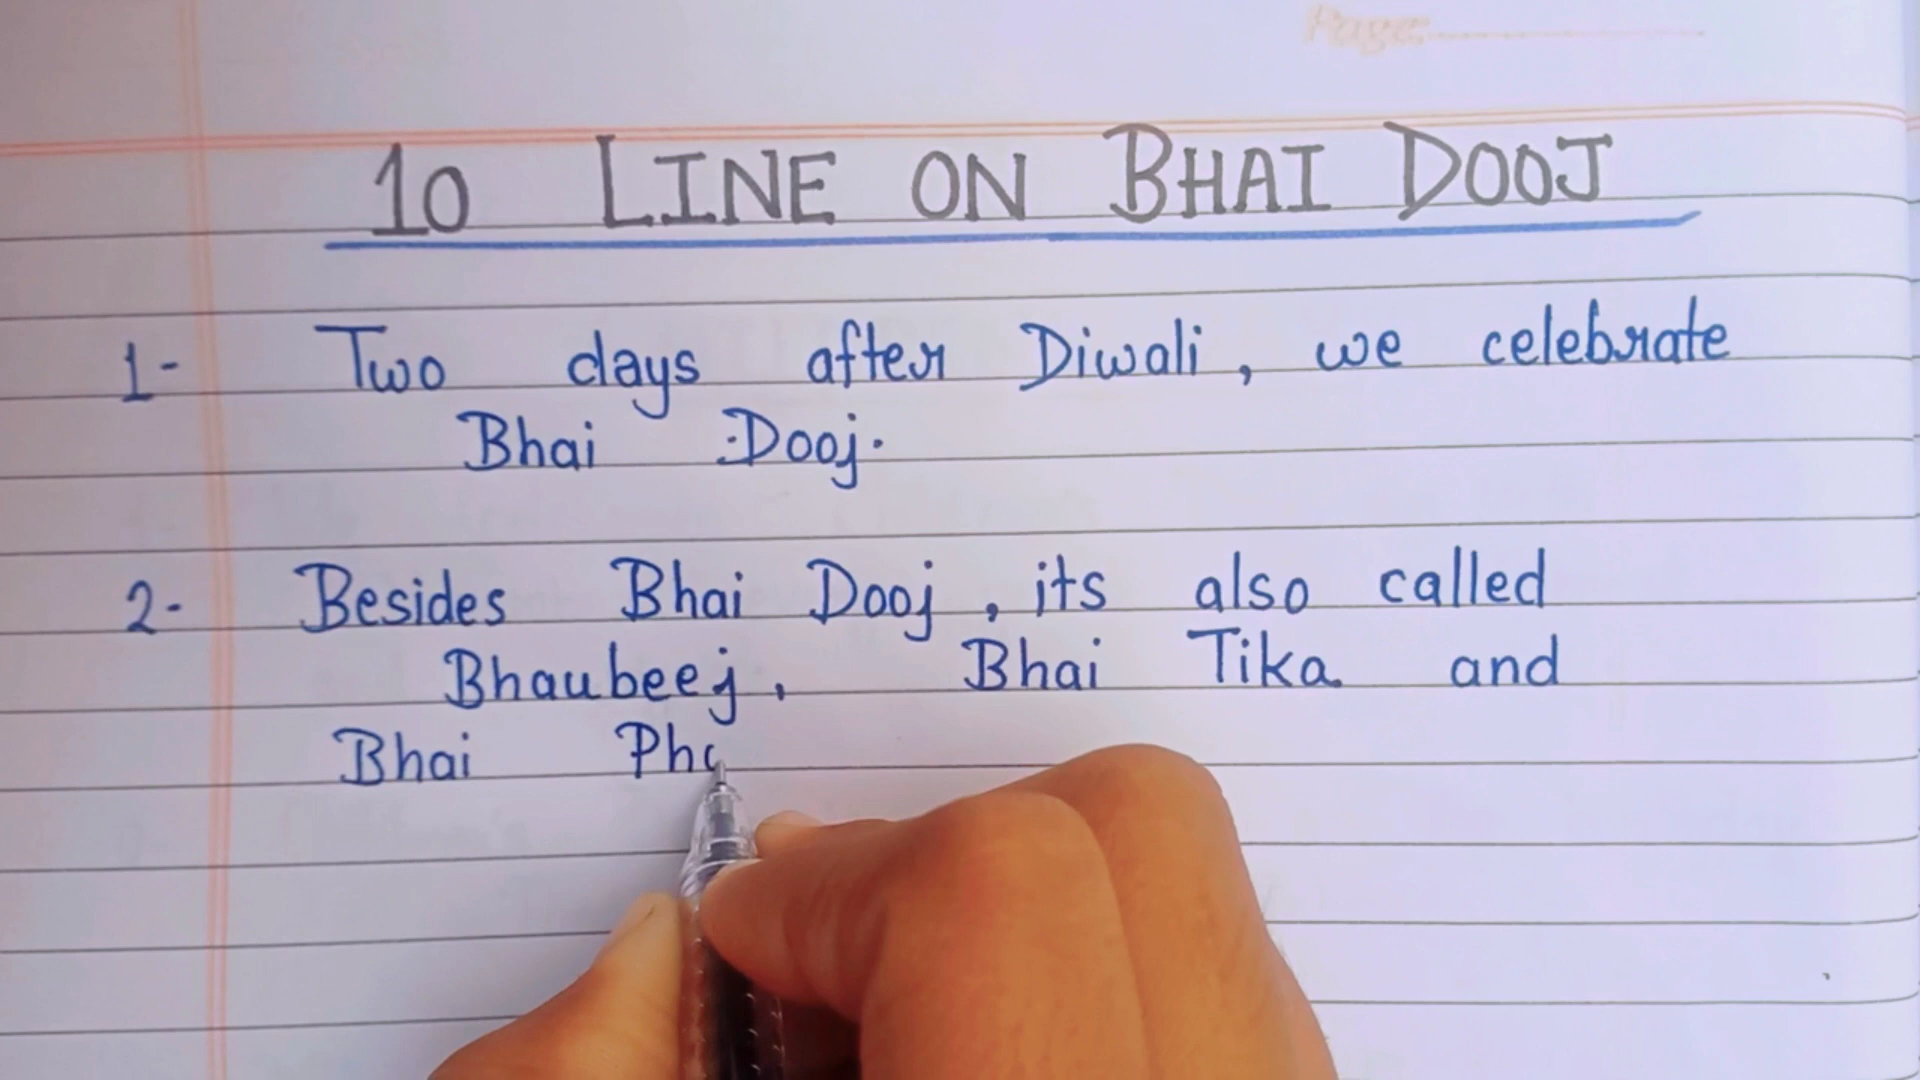 Page:
10 LINE ON BHAI DOOJ
1- Two days after Diwali, we celebrate
Bhai Dooj.
2- Besides Bhai Dooj, its also called
Bhaubeej, Bhai Tika and
Bhai